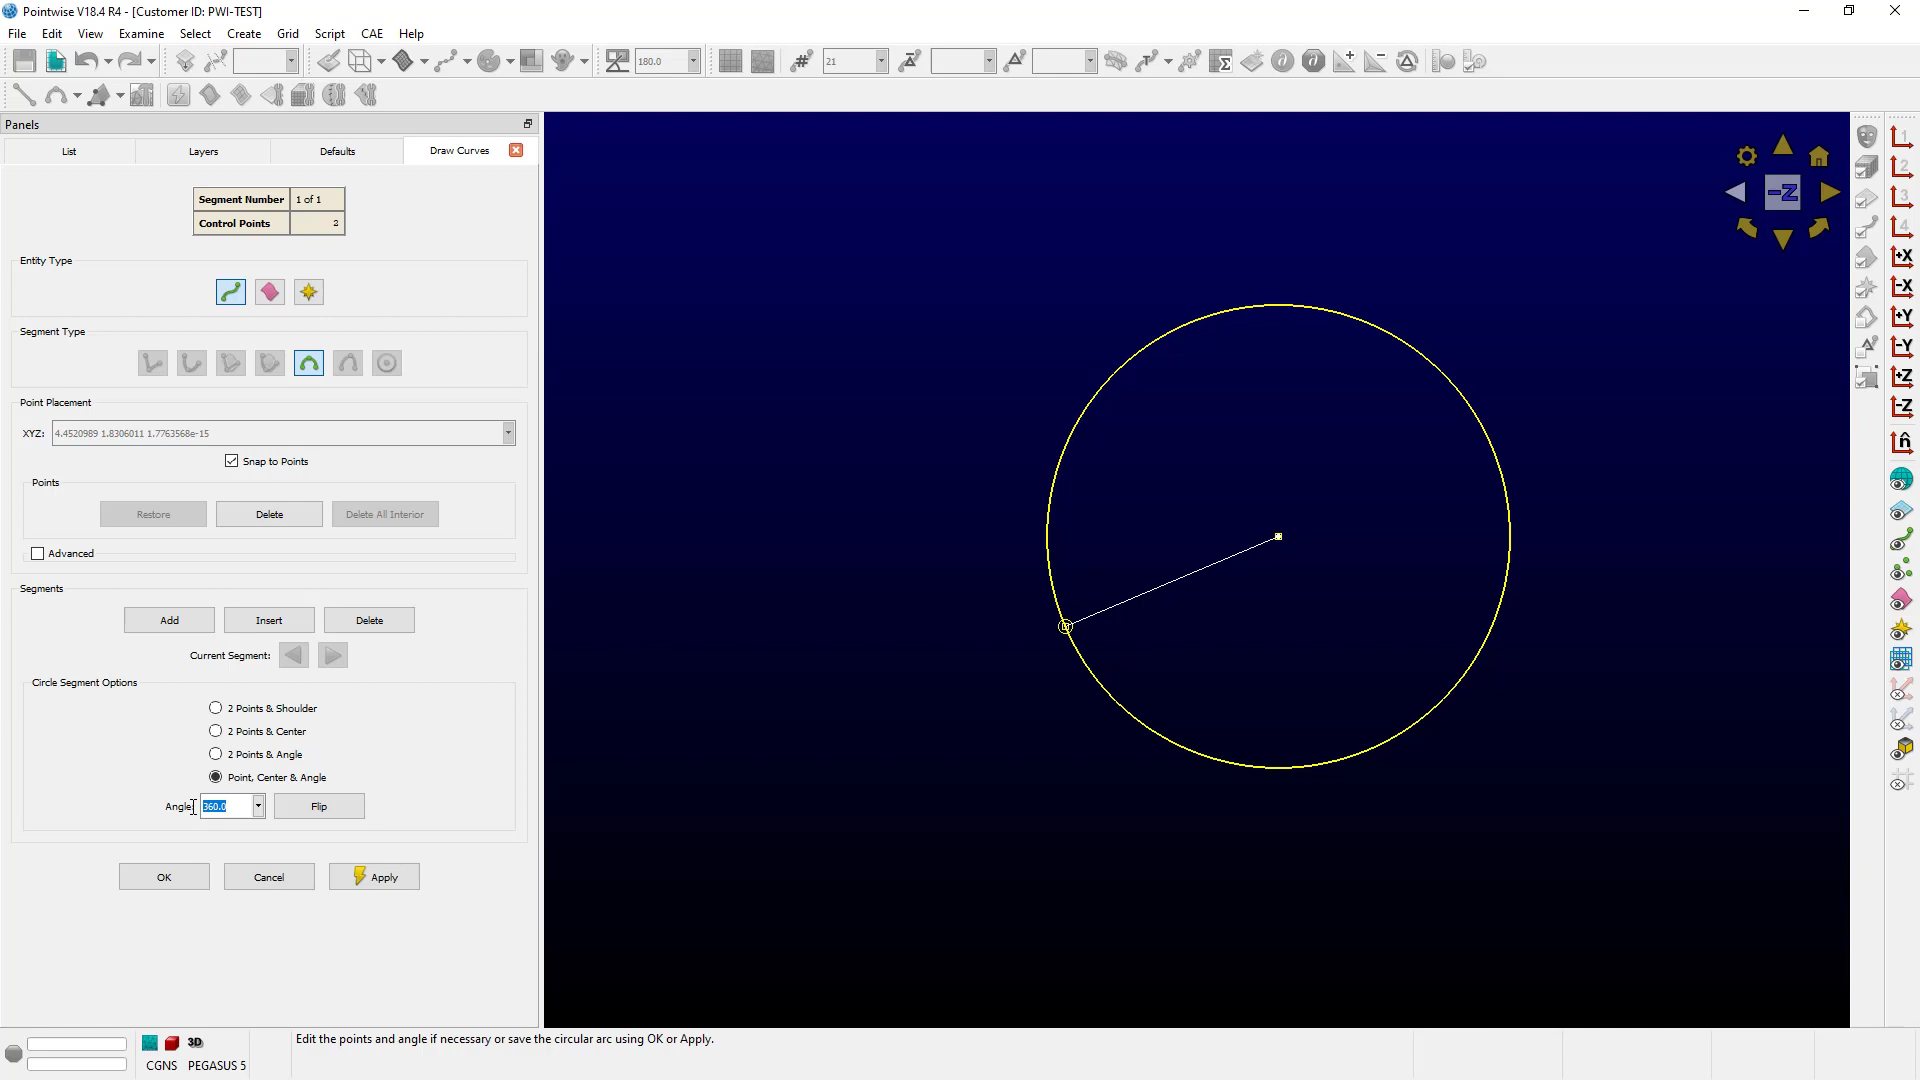 Pointwise V18.4 R4 - [Customer ID: PWI-TEST]
File Edit View Examine Select Create Grid Script CAE Help
180.0 21
Panels
List Layers Defaults Draw Curves
Segment Number 1 of 1
Control Points 2
Entity Type
Segment Type
Point Placement
XYZ: 4.4520989 1.8306011 1.7763568e-15
Snap to Points
Points
Restore Delete Delete All Interior
Advanced
Segments
Add Insert Delete
Current Segment:
Circle Segment Options
2 Points & Shoulder
2 Points & Center
2 Points & Angle
Point, Center & Angle
Angle: 360.0 Flip
OK Cancel Apply
-Z
1
2
3
4
+X
-X
+Y
-Y
+Z
-Z
n̂
3D
CGNS PEGASUS 5
Edit the points and angle if necessary or save the circular arc using OK or Apply.